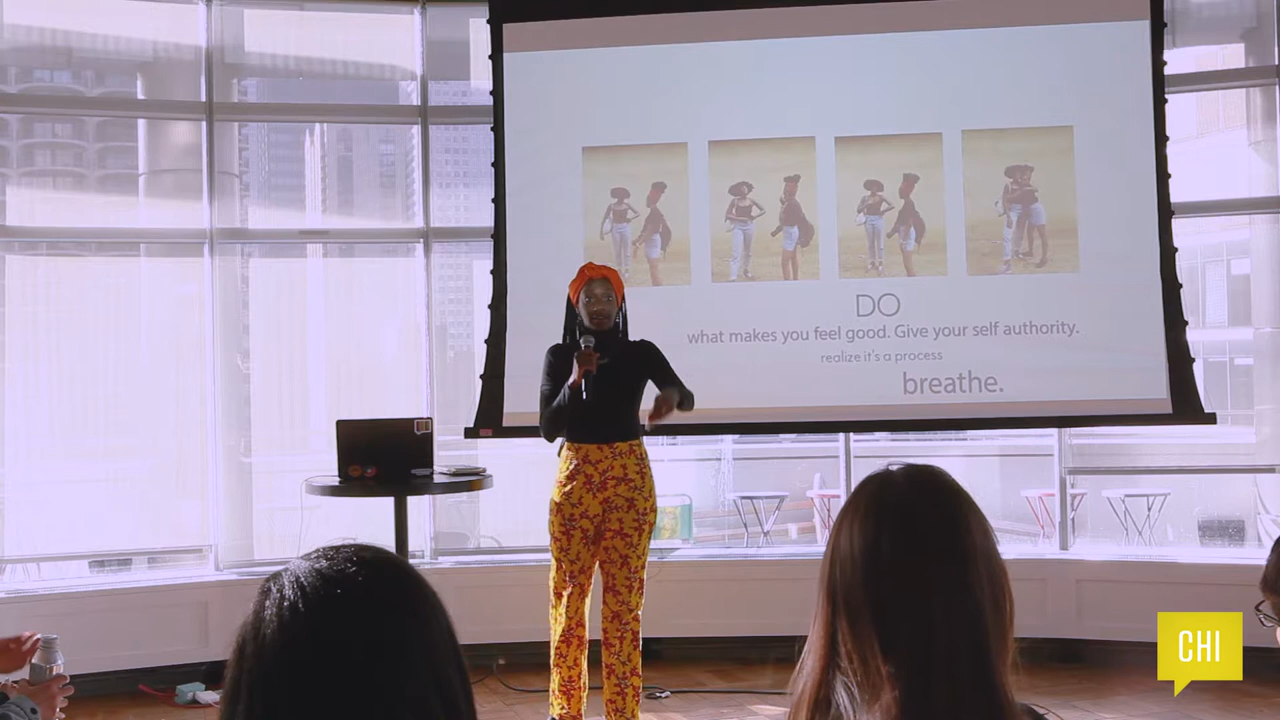 DO
what makes you feel good. Give your self authority.
realize it's a process
breathe.
CHI